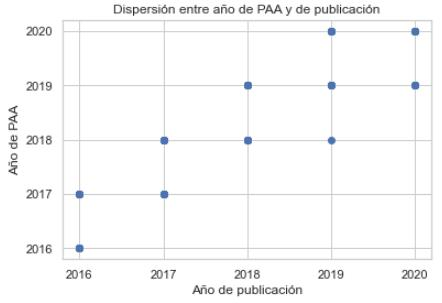 Dispersión entre año de PAA y de publicación
2020
2019
2018
2017
2016
Año de PAA
2016 2017 2018 2019 2020
Año de publicación